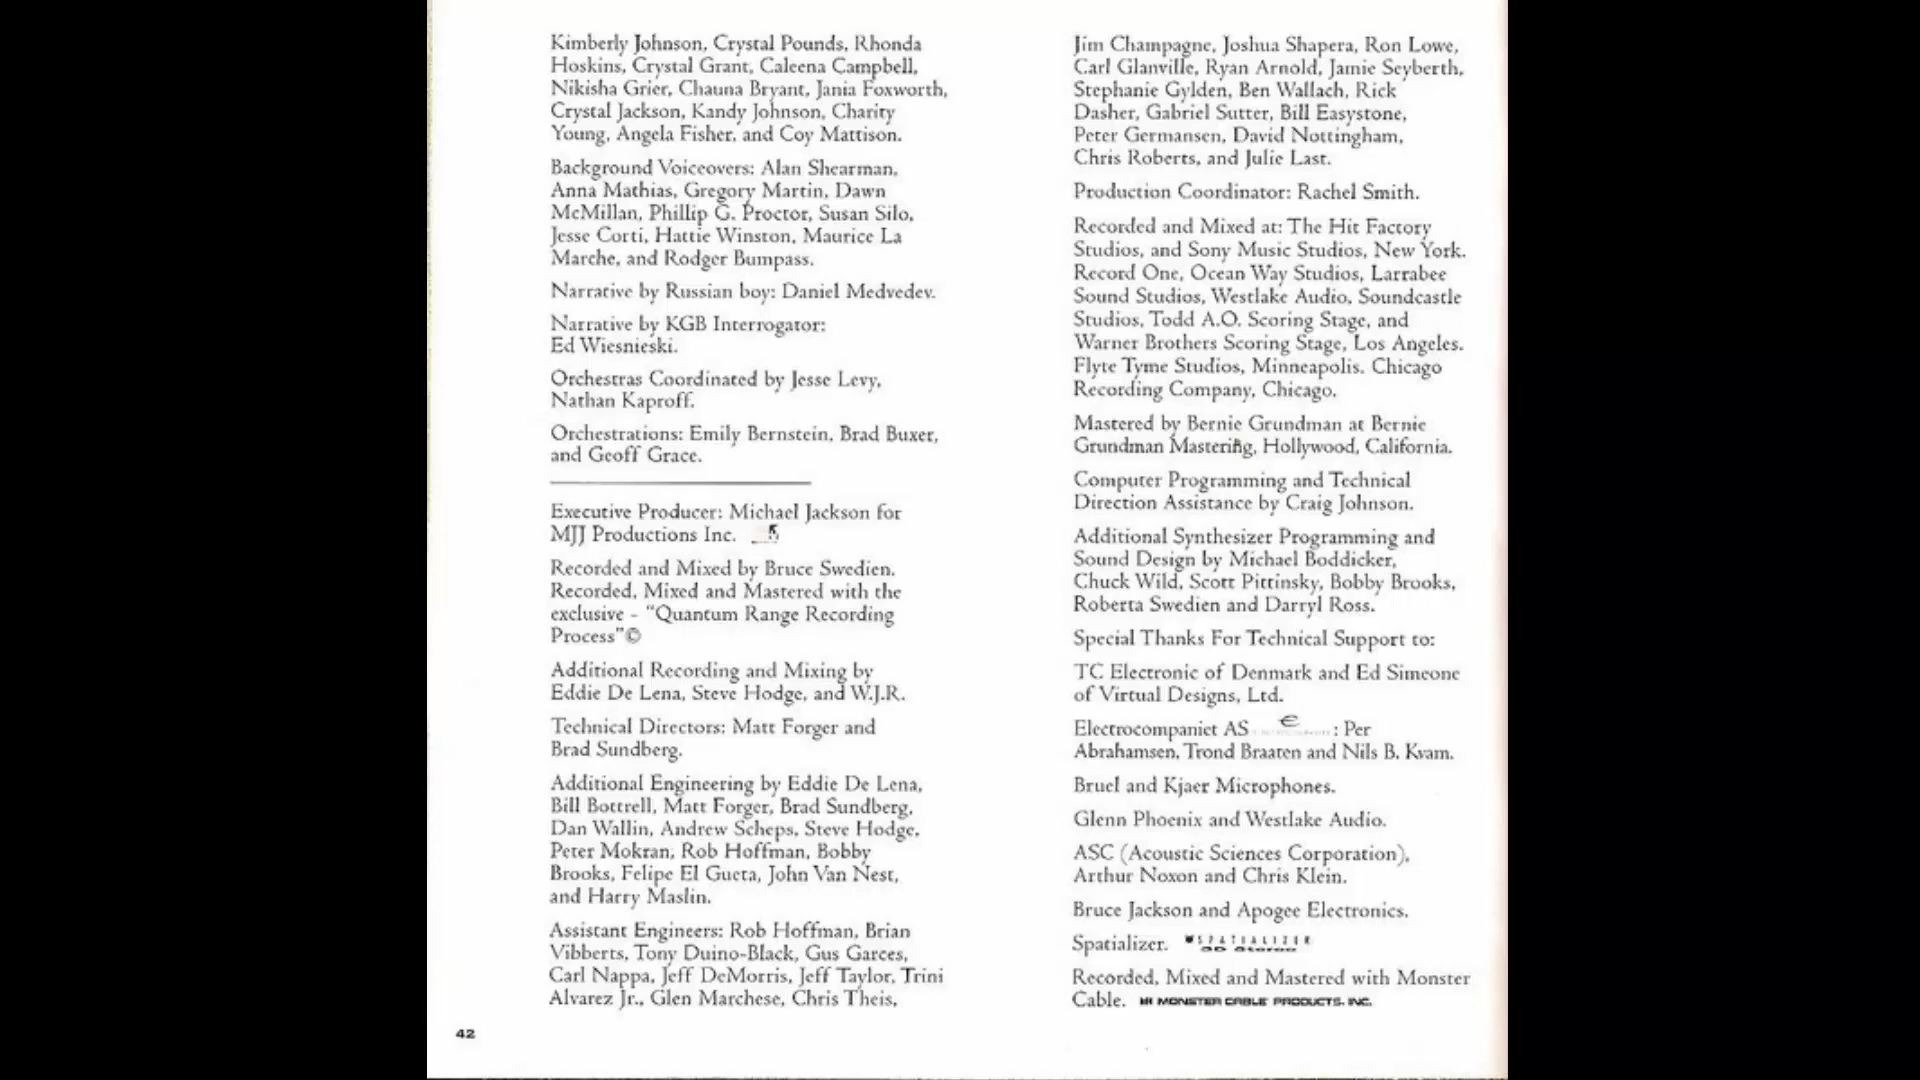 Kimberly Johnson, Crystal Pounds, Rhonda
Hoskins, Crystal Grant, Caleena Campbell,
Nikisha Grier, Chauna Bryant, Jania Foxworth,
Crystal Jackson, Kandy Johnson, Charity
Young, Angela Fisher, and Coy Mattison.
Background Voiceovers: Alan Shearman,
Anna Mathias, Gregory Martin, Dawn
McMillan, Phillip G. Proctor, Susan Silo,
Jesse Corti, Hattie Winston, Maurice La
Marche, and Rodger Bumpass.
Narrative by Russian boy: Daniel Medvedev.
Narrative by KGB Interrogator:
Ed Wiesnieski.
Orchestras Coordinated by Jesse Levy,
Nathan Kaproff.
Orchestrations: Emily Bernstein, Brad Buxer,
and Geoff Grace.
Executive Producer: Michael Jackson for
MJJ Productions Inc.
Recorded and Mixed by Bruce Swedien.
Recorded, Mixed and Mastered with the
exclusive - "Quantum Range Recording
Process"©
Additional Recording and Mixing by
Eddie De Lena, Steve Hodge, and W.J.R.
Technical Directors: Matt Forger and
Brad Sundberg.
Additional Engineering by Eddie De Lena,
Bill Bottrell, Matt Forger, Brad Sundberg,
Dan Wallin, Andrew Scheps, Steve Hodge,
Peter Mokran, Rob Hoffman, Bobby
Brooks, Felipe El Gueta, John Van Nest,
and Harry Maslin.
Assistant Engineers: Rob Hoffman, Brian
Vibberts, Tony Duino-Black, Gus Garces,
Carl Nappa, Jeff DeMorris, Jeff Taylor, Trini
Alvarez Jr., Glen Marchese, Chris Theis,
42
Jim Champagne, Joshua Shapera, Ron Lowe,
Carl Glanville, Ryan Arnold, Jamie Seyberth,
Stephanie Gylden, Ben Wallach, Rick
Dasher, Gabriel Sutter, Bill Easystone,
Peter Germansen, David Nottingham,
Chris Roberts, and Julie Last.
Production Coordinator: Rachel Smith.
Recorded and Mixed at: The Hit Factory
Studios, and Sony Music Studios, New York.
Record One, Ocean Way Studios, Larrabee
Sound Studios, Westlake Audio, Soundcastle
Studios, Todd A.O. Scoring Stage, and
Warner Brothers Scoring Stage, Los Angeles.
Flyte Tyme Studios, Minneapolis. Chicago
Recording Company, Chicago.
Mastered by Bernie Grundman at Bernie
Grundman Mastering, Hollywood, California.
Computer Programming and Technical
Direction Assistance by Craig Johnson.
Additional Synthesizer Programming and
Sound Design by Michael Boddicker,
Chuck Wild, Scott Pittinsky, Bobby Brooks,
Roberta Swedien and Darryl Ross.
Special Thanks For Technical Support to:
TC Electronic of Denmark and Ed Simeone
of Virtual Designs, Ltd.
Electrocompaniet AS : Per
Abrahamsen, Trond Braaten and Nils B. Kvam.
Bruel and Kjaer Microphones.
Glenn Phoenix and Westlake Audio.
ASC (Acoustic Sciences Corporation),
Arthur Noxon and Chris Klein.
Bruce Jackson and Apogee Electronics.
Spatializer. SPATIALIZER
3D Stereo
Recorded, Mixed and Mastered with Monster
Cable. MONSTER CABLE PRODUCTS, INC.